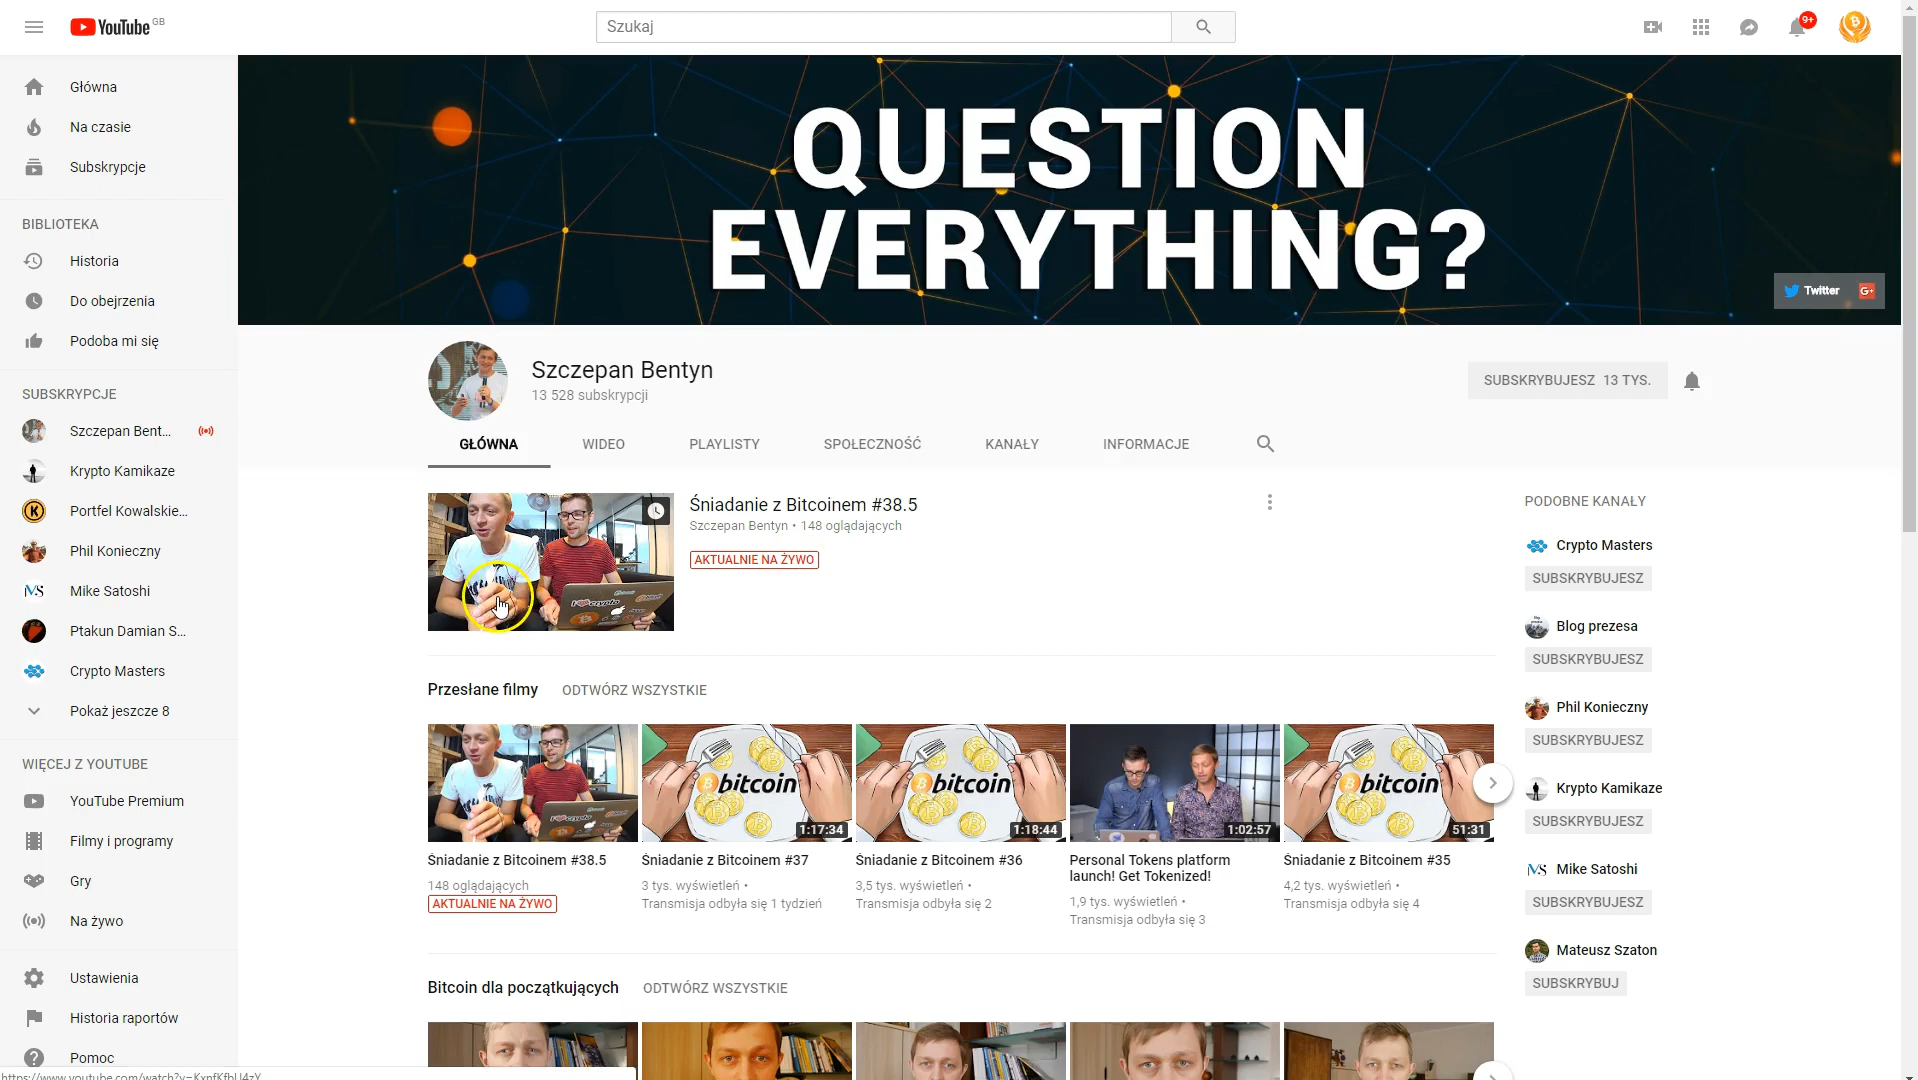 YouTube GB
Szukaj
9+
Główna
Na czasie
Subskrypcje
BIBLIOTEKA
Historia
Do obejrzenia
Podoba mi się
SUBSKRYPCJE
Szczepan Bent...
Krypto Kamikaze
Portfel Kowalskie...
Phil Konieczny
Mike Satoshi
Ptakun Damian S...
Crypto Masters
Pokaż jeszcze 8
WIĘCEJ Z YOUTUBE
YouTube Premium
Filmy i programy
Gry
Na żywo
Ustawienia
Historia raportów
Pomoc
QUESTION
EVERYTHING?
Twitter G+
Szczepan Bentyn
13 528 subskrypcji
SUBSKRYBUJESZ 13 TYS.
GŁÓWNA WIDEO PLAYLISTY SPOŁECZNOŚĆ KANAŁY INFORMACJE
Śniadanie z Bitcoinem #38.5
Szczepan Bentyn • 148 oglądających
AKTUALNIE NA ŻYWO
Przesłane filmy ODTWÓRZ WSZYSTKIE
bitcoin
1:17:34
bitcoin
1:18:44
1:02:57
bitcoin
51:31
Śniadanie z Bitcoinem #38.5
148 oglądających
AKTUALNIE NA ŻYWO
Śniadanie z Bitcoinem #37
3 tys. wyświetleń •
Transmisja odbyła się 1 tydzień
Śniadanie z Bitcoinem #36
3,5 tys. wyświetleń •
Transmisja odbyła się 2
Personal Tokens platform
launch! Get Tokenized!
1,9 tys. wyświetleń •
Transmisja odbyła się 3
Śniadanie z Bitcoinem #35
4,2 tys. wyświetleń •
Transmisja odbyła się 4
Bitcoin dla początkujących ODTWÓRZ WSZYSTKIE
PODOBNE KANAŁY
Crypto Masters
SUBSKRYBUJESZ
Blog prezesa
SUBSKRYBUJESZ
Phil Konieczny
SUBSKRYBUJESZ
Krypto Kamikaze
SUBSKRYBUJESZ
Mike Satoshi
SUBSKRYBUJESZ
Mateusz Szaton
SUBSKRYBUJ